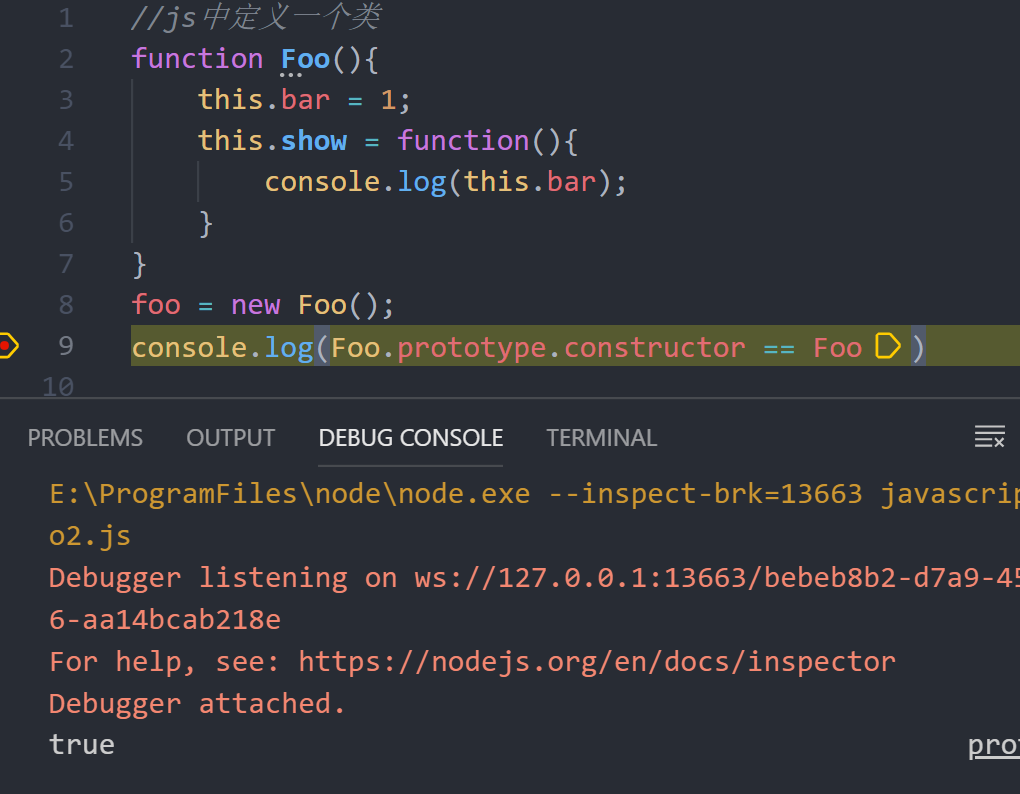 1 //js中定义一个类
2 function Foo(){
3 this.bar = 1;
4 this.show = function(){
5 console.log(this.bar);
6 }
7 }
8 foo = new Foo();
9 console.log(Foo.prototype.constructor == Foo )
10
PROBLEMS OUTPUT DEBUG CONSOLE TERMINAL
E:\ProgramFiles\node\node.exe --inspect-brk=13663 javascrip
o2.js
Debugger listening on ws://127.0.0.1:13663/bebeb8b2-d7a9-45
6-aa14bcab218e
For help, see: https://nodejs.org/en/docs/inspector
Debugger attached.
true prot